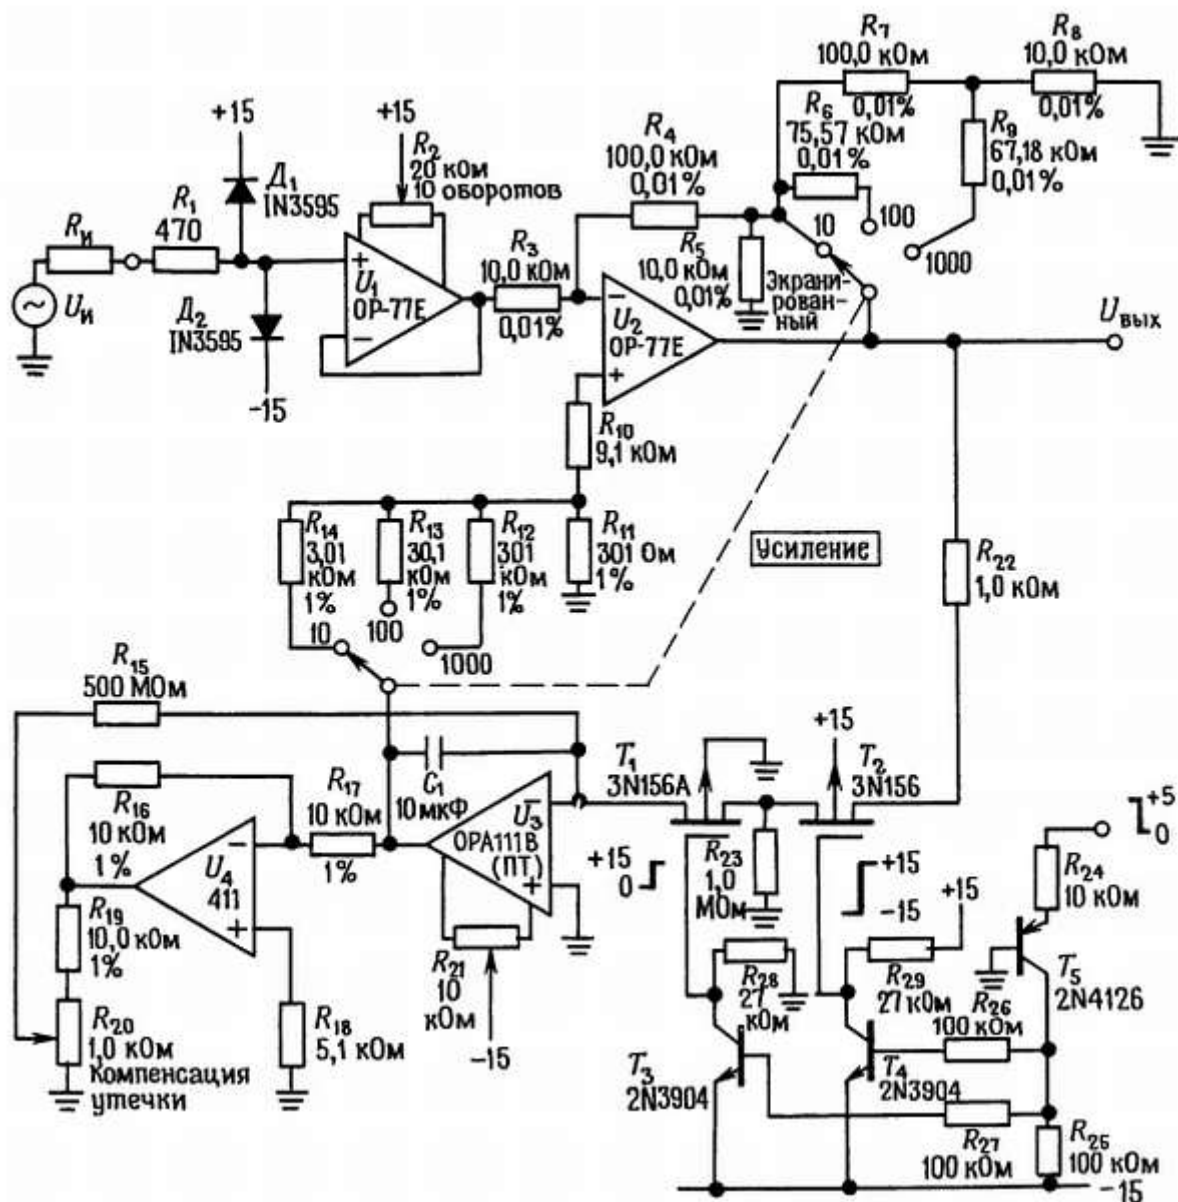 R7
100,0 кОм
0,01%
R8
10,0 кОм
0,01%
R6
75,57 кОм
0,01%
R9
67,18 кОм
0,01%
+15
Д1
IN3595
+15
R2
20 кОм
10 оборотов
R4
100,0 кОм
0,01%
10
100
1000
Rи
R1
470
R3
10,0 кОм
0,01%
R5
10,0 кОм
0,01%
Экраниро-
ванный
+
U1
OP-77E
−
−
U2
OP-77E
+
Uи
Д2
IN3595
−15
Uвых
R10
9,1 кОм
R14
3,01
кОм
1%
R13
30,1
кОм
1%
R12
301
кОм
1%
R11
301 Ом
1%
Усиление
R22
1,0 кОм
10
100
1000
R15
500 МОм
R16
10 кОм
1%
R17
10 кОм
1%
C1
10 мкФ
−
U3
OPA111B
(ПТ)
+
T1
3N156A
+15
T2
3N156
+5
0
−
U4
411
+
+15
0
R23
1,0
МОм
+15
−15
+15
R24
10 кОм
R19
10,0 кОм
1%
R21
10
кОм
−15
R28
27
кОм
R29
27 кОм
T5
2N4126
R20
1,0 кОм
Компенсация
утечки
R18
5,1 кОм
R26
100 кОм
T3
2N3904
T4
2N3904
R27
100 кОм
R25
100 кОм
−15